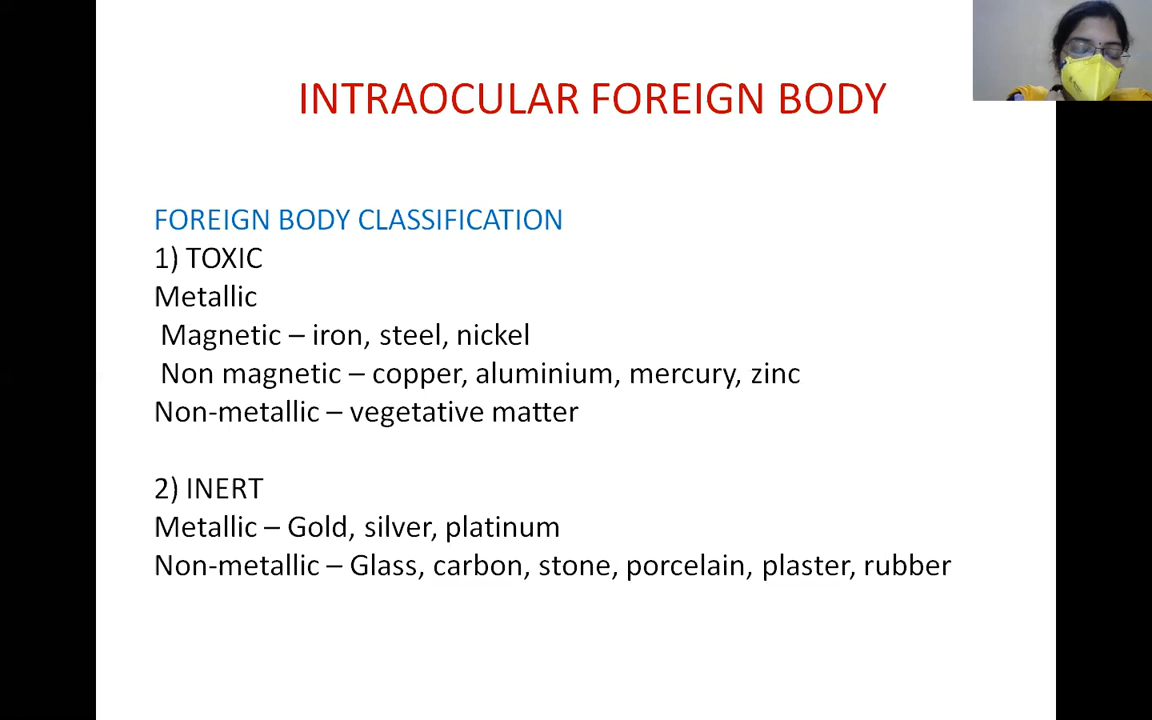 INTRAOCULAR FOREIGN BODY
FOREIGN BODY CLASSIFICATION
1) TOXIC
Metallic
Magnetic – iron, steel, nickel
Non magnetic – copper, aluminium, mercury, zinc
Non-metallic – vegetative matter
2) INERT
Metallic – Gold, silver, platinum
Non-metallic – Glass, carbon, stone, porcelain, plaster, rubber